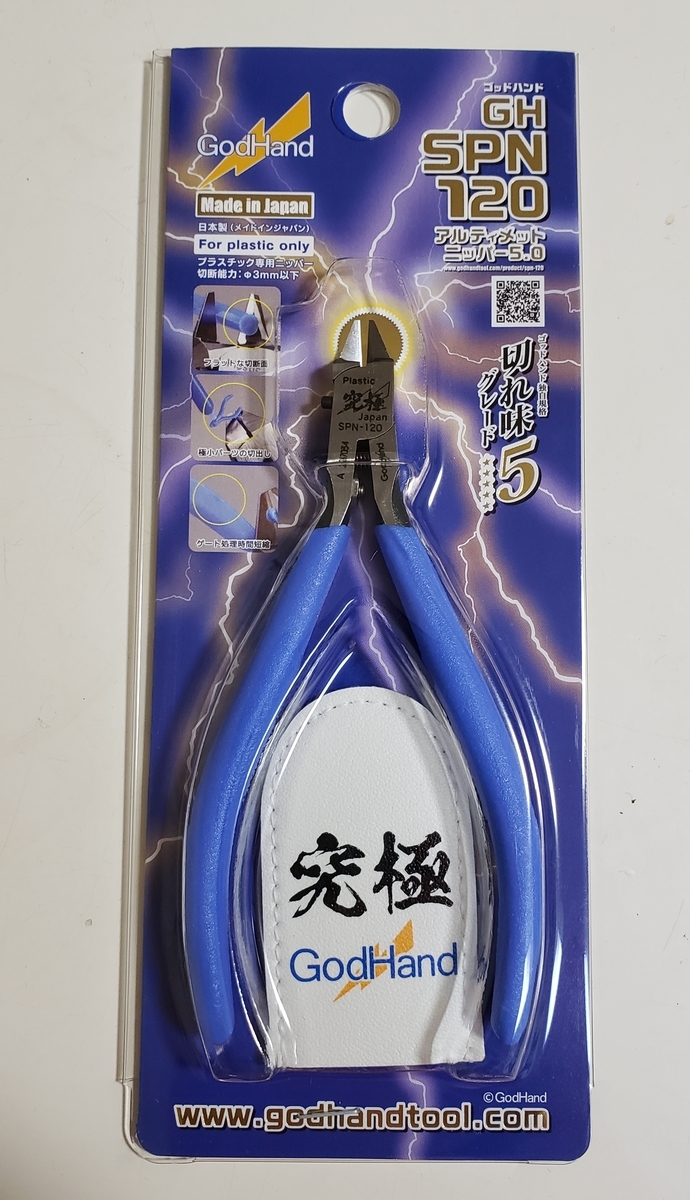 GodHand
Made in Japan
日本製(メイドインジャパン)
For plastic only
プラスチック専用ニッパー
切断能力:Φ3mm以下
フラットな切断面
極小パーツの切出し
ゲート処理時間短縮
ゴッドハンド
GH
SPN
120
アルティメット
ニッパー5.0
www.godhandtool.com/product/spn-120
ゴッドハンド独自規格
切れ味
グレード
5
★★★★★
Plastic
究極
Japan
SPN-120
GodHand
究極
GodHand
©GodHand
www.godhandtool.com